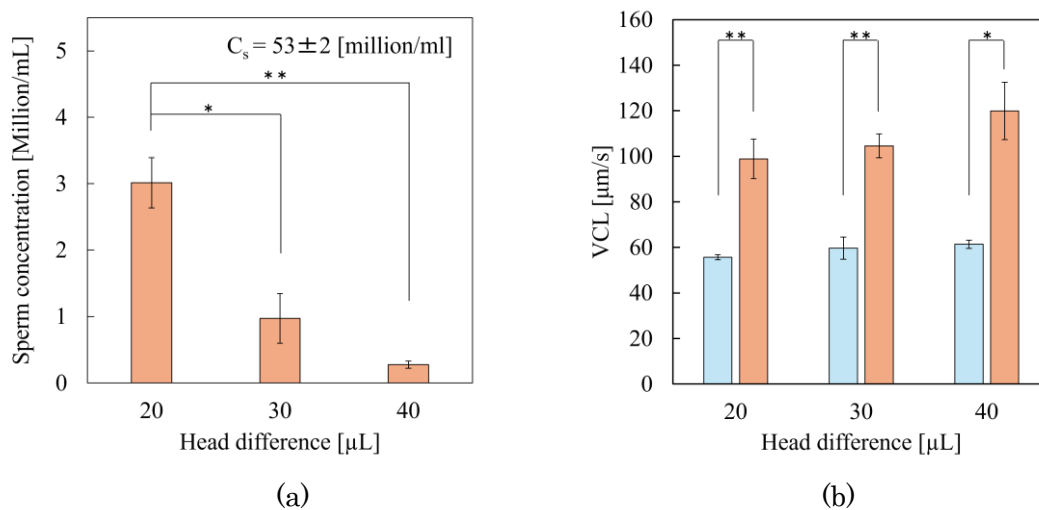 C_s = 53±2 [million/ml]
**
*
Sperm concentration [Million/mL]
5
4
3
2
1
0
20 30 40
Head difference [µL]
(a)
160
140
120
100
80
60
40
20
0
VCL [µm/s]
** ** *
20 30 40
Head difference [µL]
(b)